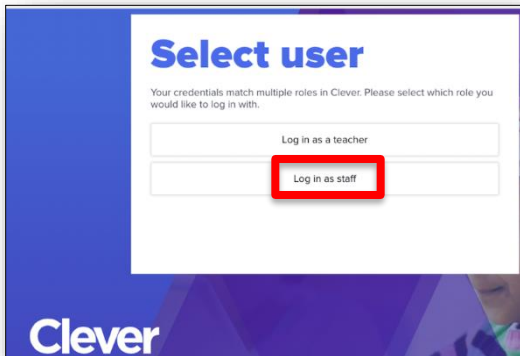 Select user
Your credentials match multiple roles in Clever. Please select which role you
would like to log in with.
Log in as a teacher
Log in as staff
Clever